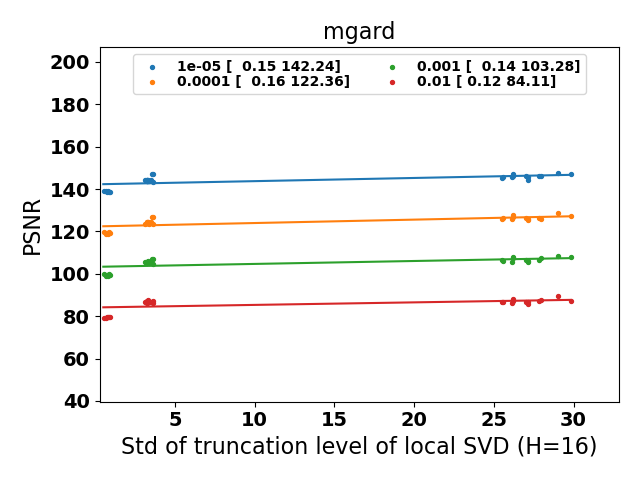 mgard
200
180
160
140
120
100
80
60
40
PSNR
1e-05 [  0.15 142.24]
0.0001 [  0.16 122.36]
0.001 [  0.14 103.28]
0.01 [ 0.12 84.11]
5 10 15 20 25 30
Std of truncation level of local SVD (H=16)